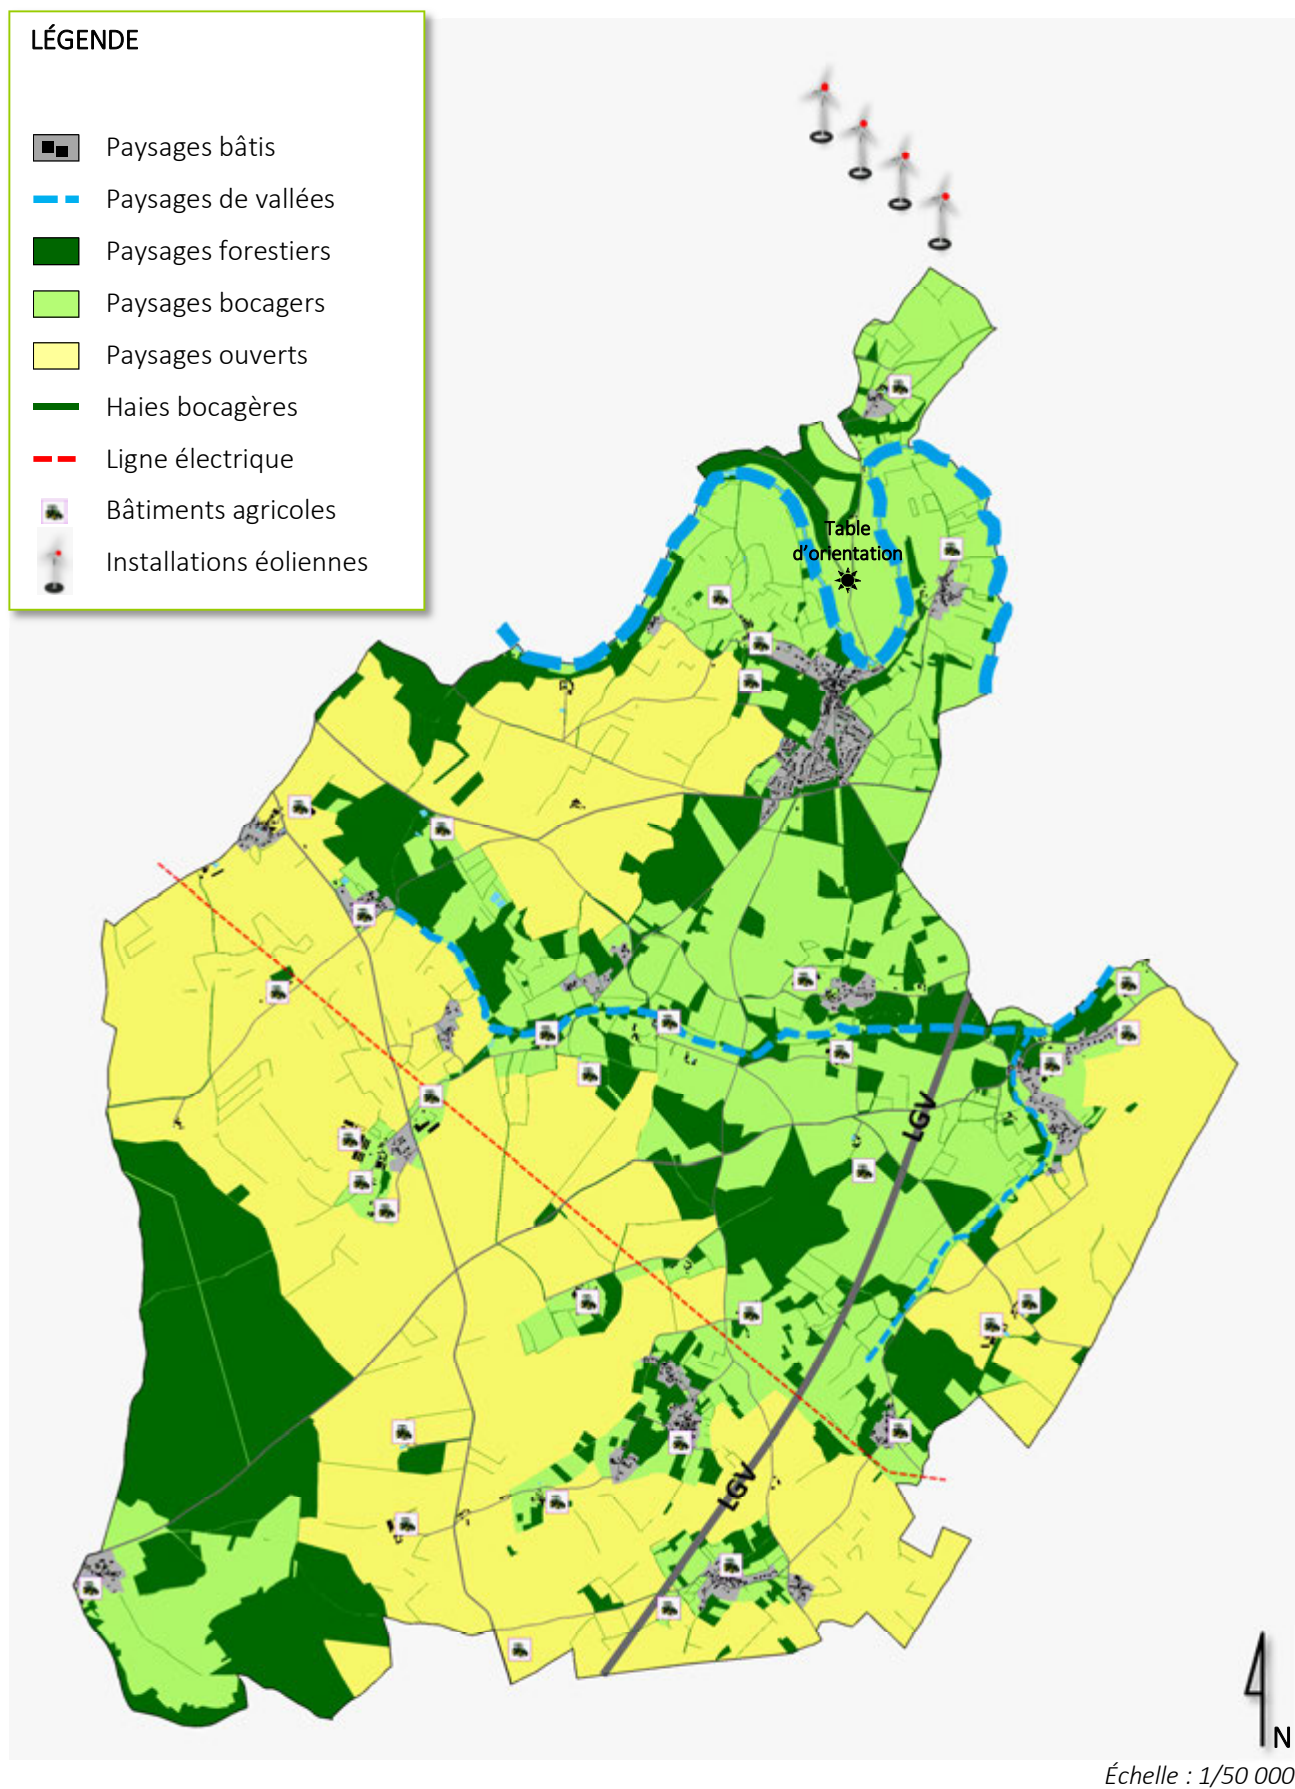 LÉGENDE
Paysages bâtis
Paysages de vallées
Paysages forestiers
Paysages bocagers
Paysages ouverts
Haies bocagères
Ligne électrique
Bâtiments agricoles
Installations éoliennes
Table
d'orientation
LGV
LGV
N
Échelle : 1/50 000